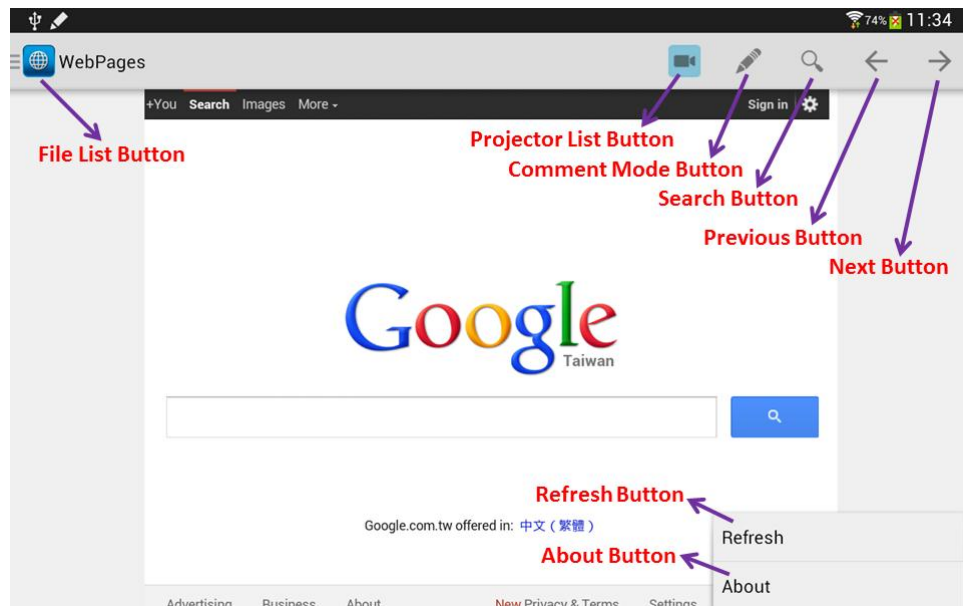 74% 11:34
WebPages
+You Search Images More Sign in
File List Button
Projector List Button
Comment Mode Button
Search Button
Previous Button
Next Button
Google
Taiwan
Refresh Button
Google.com.tw offered in: 中文（繁體）
Refresh
About Button
About
Advertising Business About New Privacy & Terms Settings